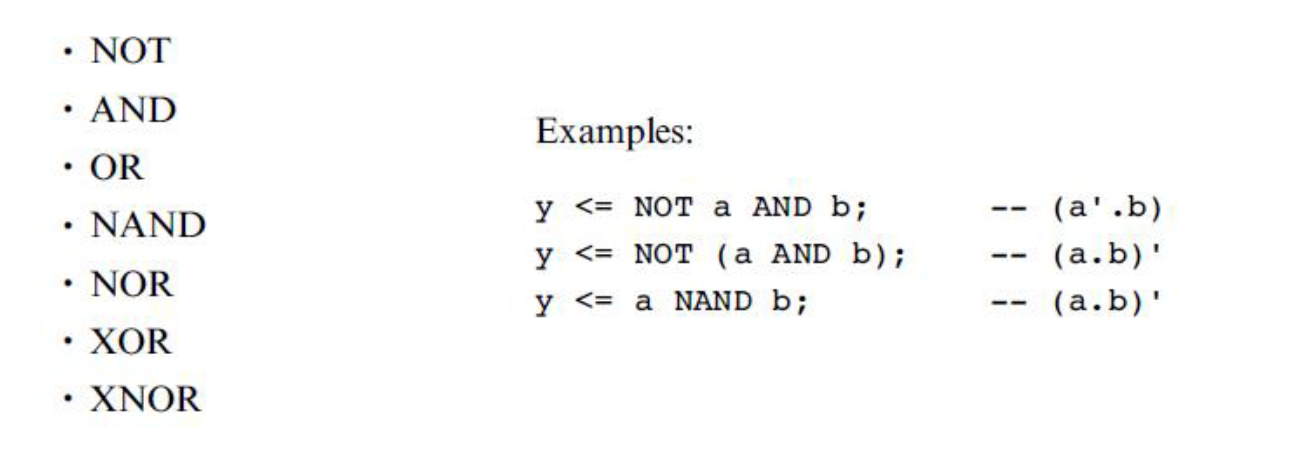 · NOT
· AND
· OR
· NAND
· NOR
· XOR
· XNOR
Examples:
y <= NOT a AND b; -- (a'.b)
y <= NOT (a AND b); -- (a.b)'
y <= a NAND b; -- (a.b)'